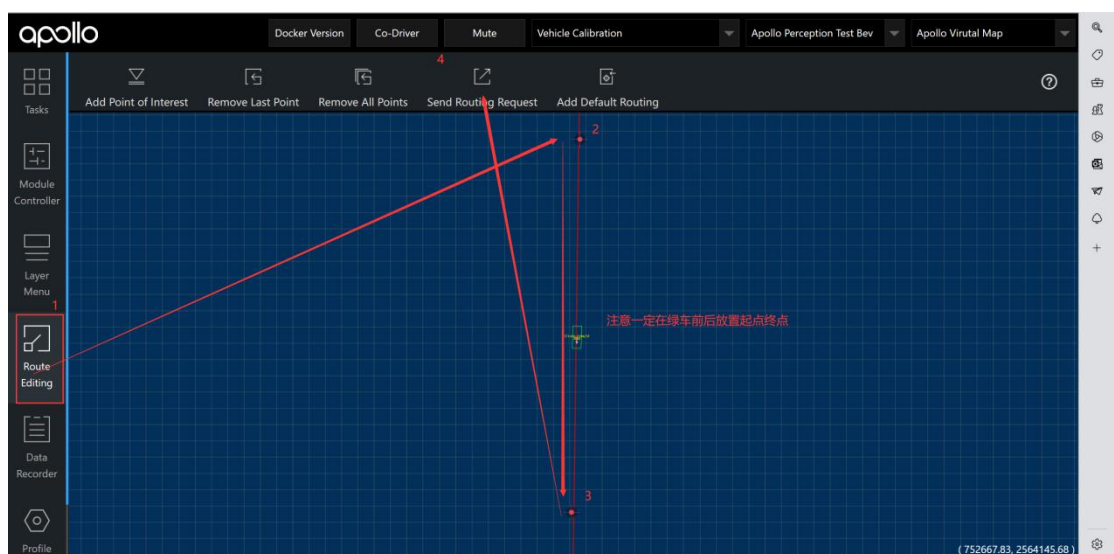 apollo
Docker Version
Co-Driver
Mute
Vehicle Calibration
Apollo Perception Test Bev
Apollo Virutal Map
4
Tasks
Add Point of Interest
Remove Last Point
Remove All Points
Send Routing Request
Add Default Routing
2
Module
Controller
Layer
Menu
1
注意一定在绿车前后放置起点终点
Route
Editing
Data
Recorder
3
Profile
( 752667.83, 2564145.68 )